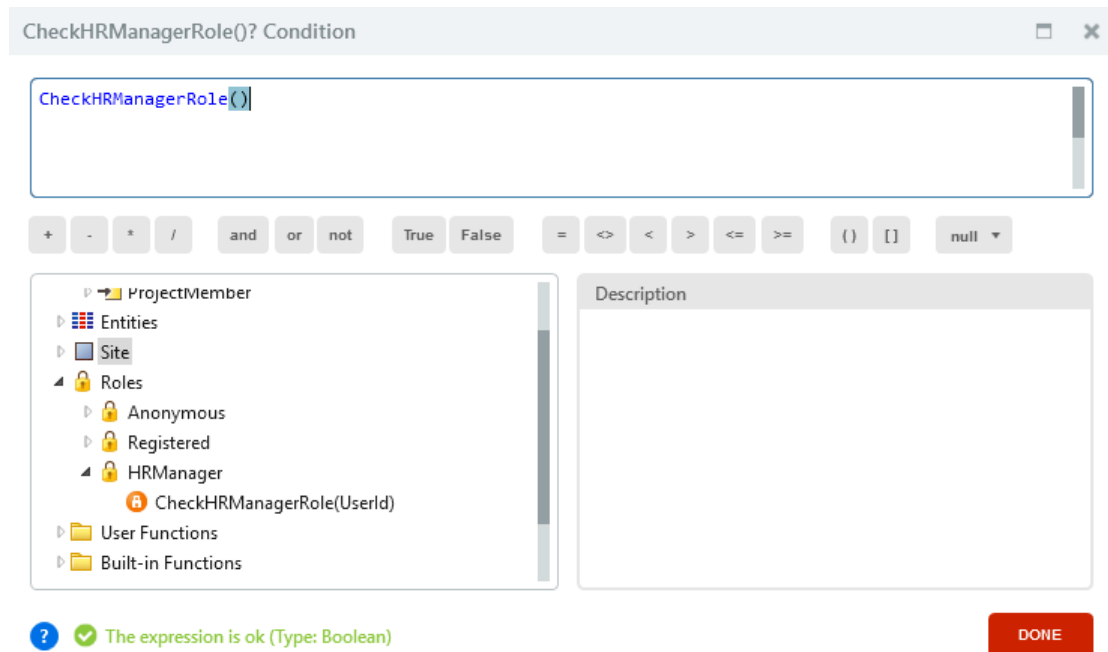 CheckHRManagerRole()? Condition
CheckHRManagerRole()
+ - * / and or not True False = <> < > <= >= () [] null
ProjectMember
Description
Entities
Site
Roles
Anonymous
Registered
HRManager
CheckHRManagerRole(UserId)
User Functions
Built-in Functions
? The expression is ok (Type: Boolean)
DONE